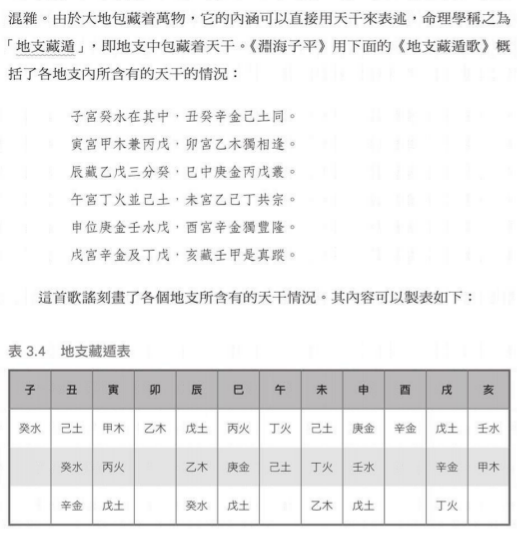 混雜。由於大地包藏着萬物，它的內涵可以直接用天干來表述，命理學稱之為
「地支藏遁」，即地支中包藏着天干。《淵海子平》用下面的《地支藏遁歌》概
括了各地支內所含有的天干的情況：
子宮癸水在其中，丑癸辛金己土同。
寅宮甲木兼丙戊，卯宮乙木獨相逢。
辰藏乙戊三分癸，巳中庚金丙戊叢。
午宮丁火並己土，未宮乙己丁共宗。
申位庚金壬水戊，酉宮辛金獨豐隆。
戌宮辛金及丁戊，亥藏壬甲是真蹤。
這首歌謠刻畫了各個地支所含有的天干情況。其內容可以製表如下：
表 3.4 地支藏遁表
子 丑 寅 卯 辰 巳 午 未 申 酉 戌 亥
癸水 己土 甲木 乙木 戊土 丙火 丁火 己土 庚金 辛金 戊土 壬水
癸水 丙火 乙木 庚金 己土 丁火 壬水 辛金 甲木
辛金 戊土 癸水 戊土 乙木 戊土 丁火